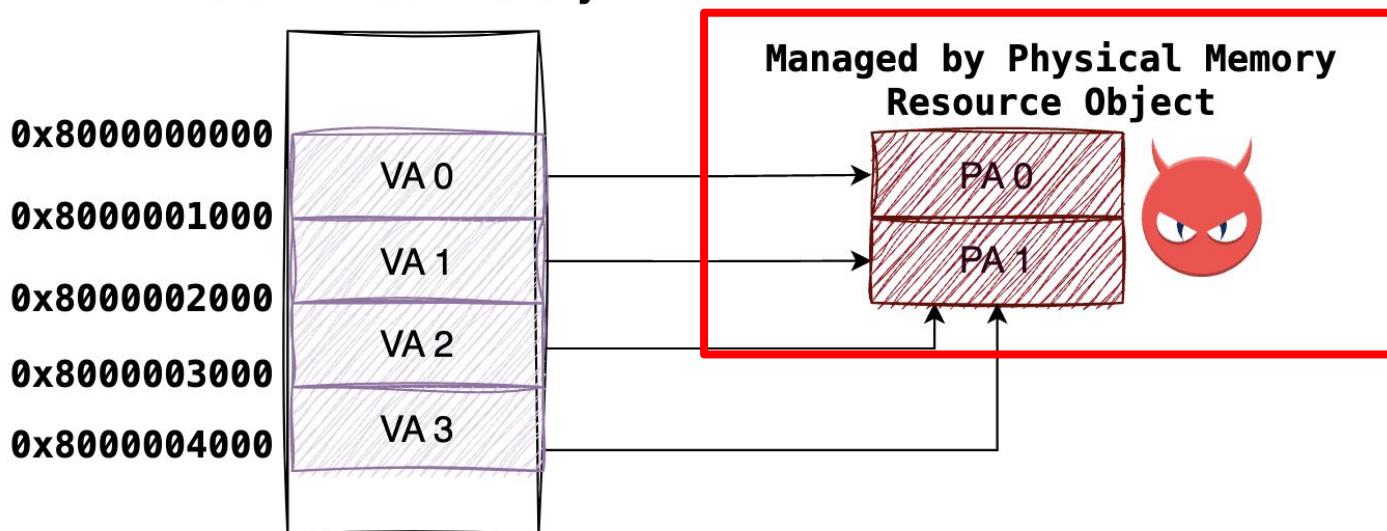 Managed by Physical Memory
Resource Object
0x8000000000
VA 0
PA 0
0x8000001000
VA 1
PA 1
0x8000002000
VA 2
0x8000003000
VA 3
0x8000004000